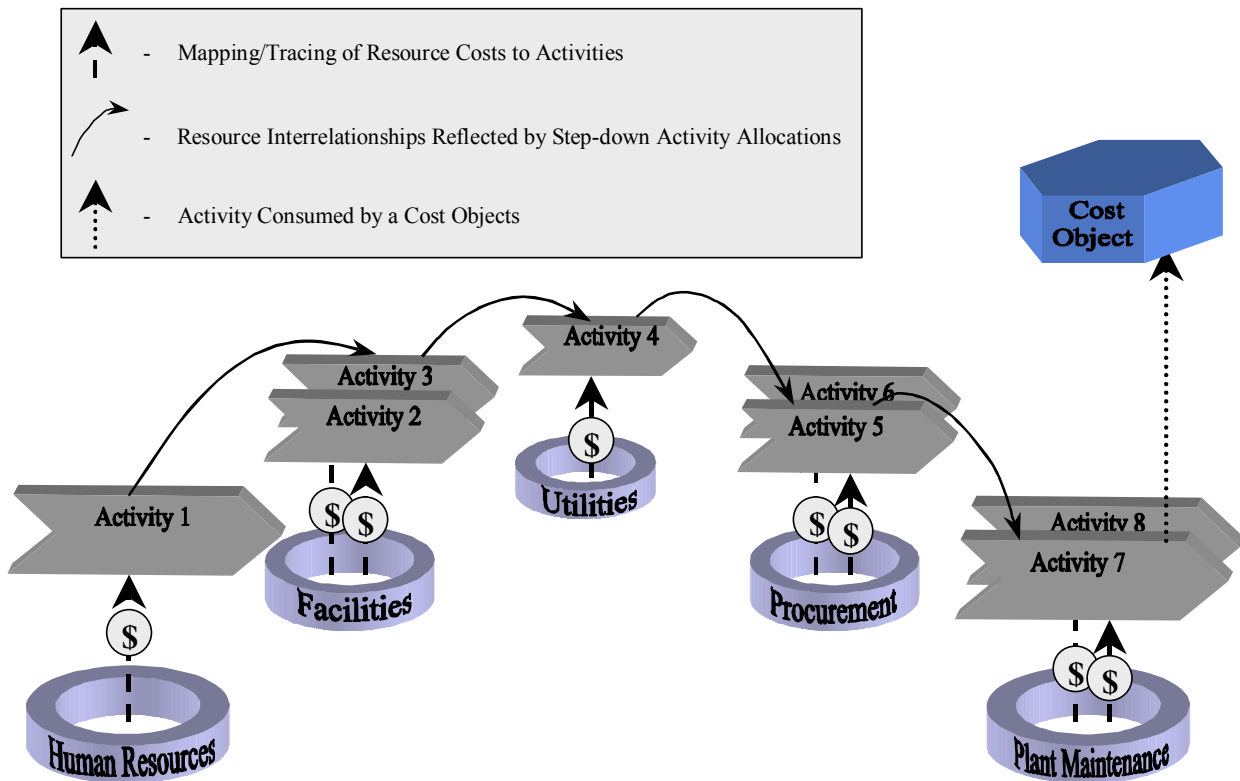 - Mapping/Tracing of Resource Costs to Activities
- Resource Interrelationships Reflected by Step-down Activity Allocations
- Activity Consumed by a Cost Objects
Cost
Object
Activity 4
Activity 3
Activity 6
Activity 2
Activity 5
$
$
Utilities
Activity 1
$
$
$
$
Activity 8
Activity 7
Facilities
Procurement
$
$
$
Human Resources
Plant Maintenance